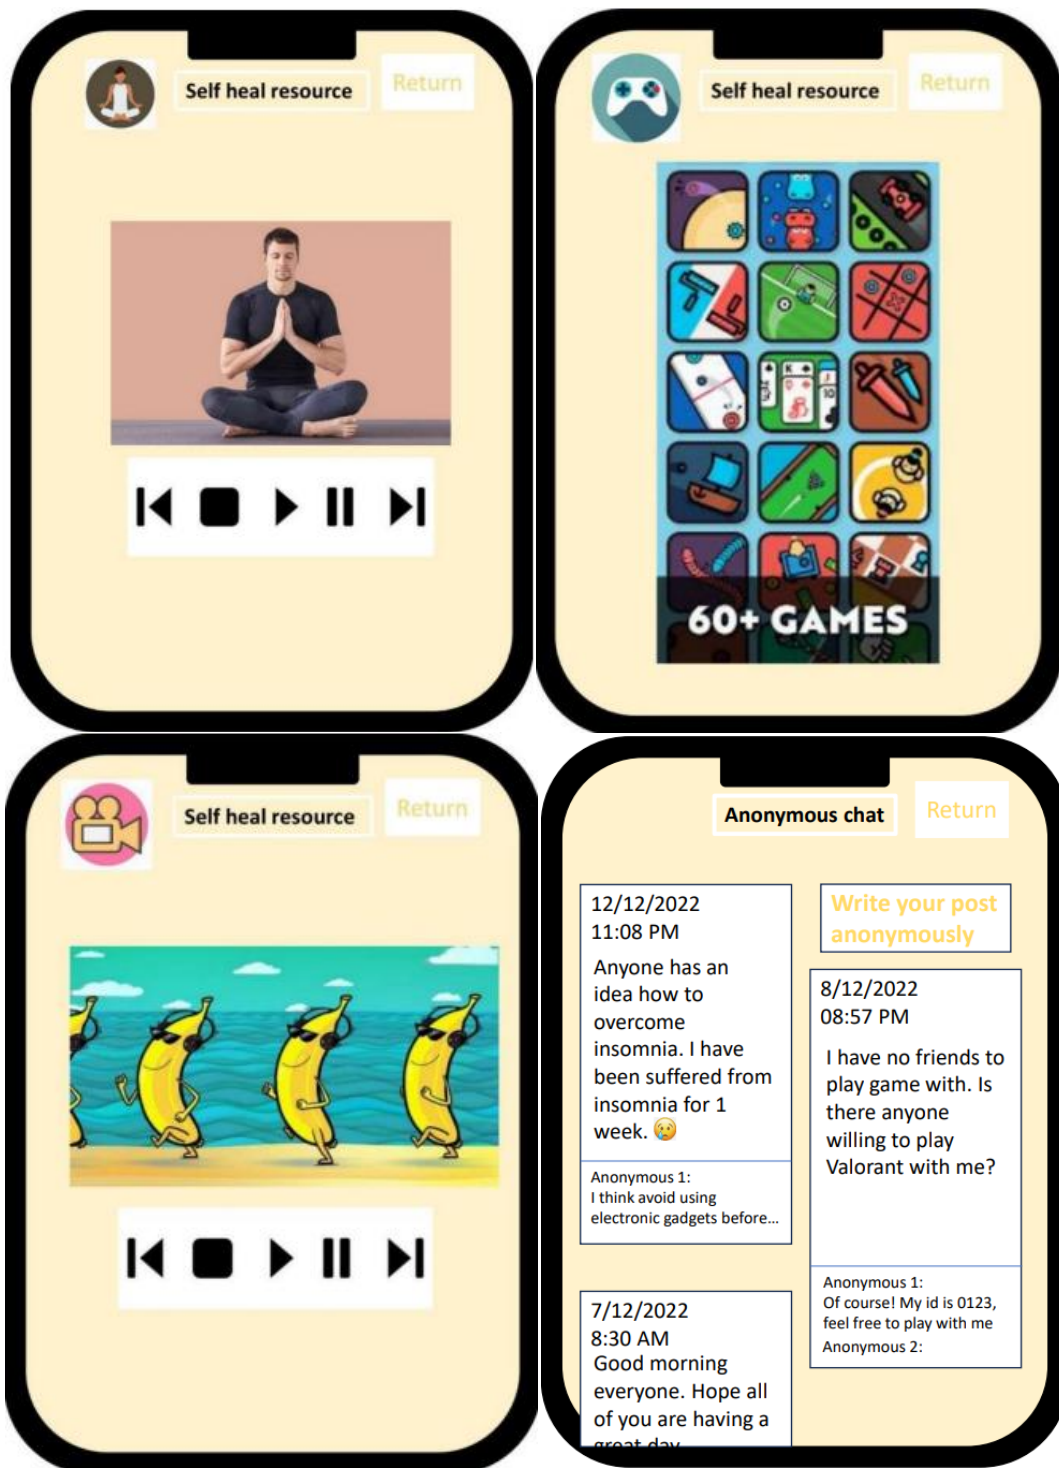 Self heal resource
Return
Self heal resource
Return
60+ GAMES
Self heal resource
Return
Anonymous chat
Return
12/12/2022
11:08 PM
Anyone has an
idea how to
overcome
insomnia. I have
been suffered from
insomnia for 1
week. 😢
Anonymous 1:
I think avoid using
electronic gadgets before...
7/12/2022
8:30 AM
Good morning
everyone. Hope all
of you are having a
great day
Write your post
anonymously
8/12/2022
08:57 PM
I have no friends to
play game with. Is
there anyone
willing to play
Valorant with me?
Anonymous 1:
Of course! My id is 0123,
feel free to play with me
Anonymous 2: